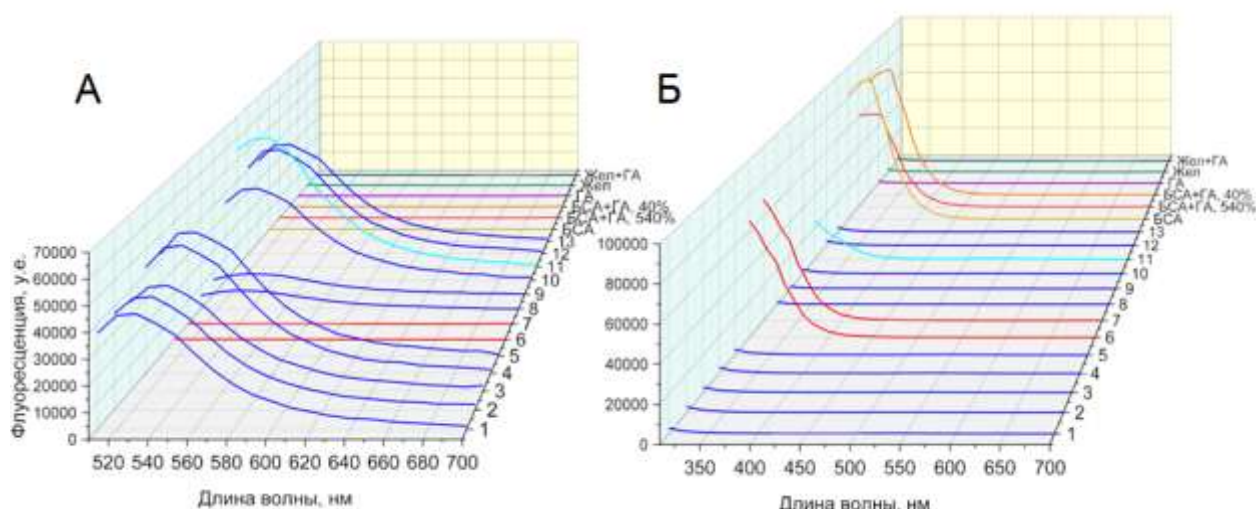 А
Б
Флуоресценция, у.е.
70000
60000
50000
40000
30000
20000
10000
0
520 540 560 580 600 620 640 660 680 700
Длина волны, нм
Жел+ГА
Жел
ГА
БСА+ГА, 40%
БСА+ГА, 540%
БСА
13
12
11
10
9
8
7
6
5
4
3
2
1
100000
80000
60000
40000
20000
0
350 400 450 500 550 600 650 700
Длина волны, нм
Жел+ГА
Жел
ГА
БСА+ГА, 40%
БСА+ГА, 540%
БСА
13
12
11
10
9
8
7
6
5
4
3
2
1